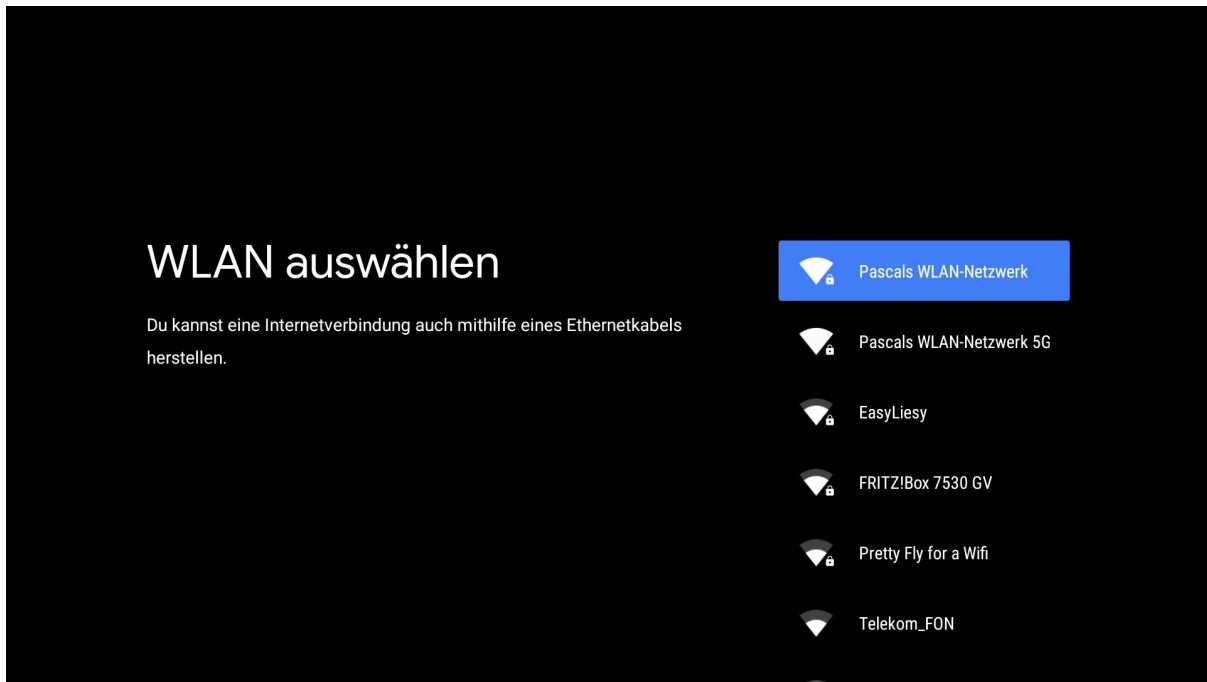 WLAN auswählen
Du kannst eine Internetverbindung auch mithilfe eines Ethernetkabels
herstellen.
Pascals WLAN-Netzwerk
Pascals WLAN-Netzwerk 5G
EasyLiesy
FRITZ!Box 7530 GV
Pretty Fly for a Wifi
Telekom_FON